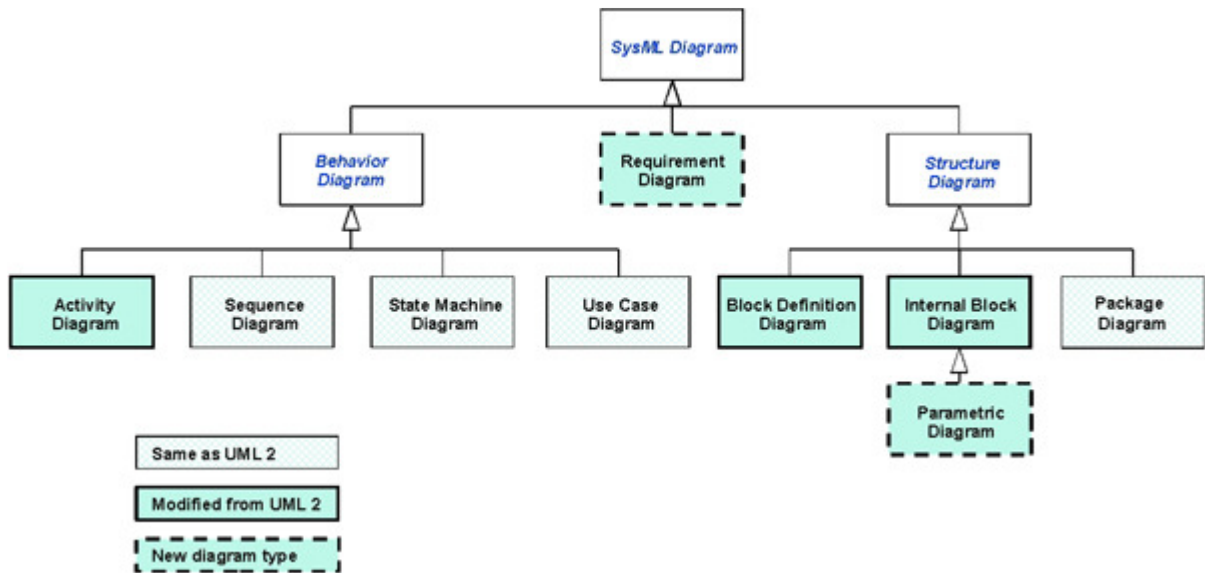 SysML Diagram
Behavior
Diagram
Requirement
Diagram
Structure
Diagram
Activity
Diagram
Sequence
Diagram
State Machine
Diagram
Use Case
Diagram
Block Definition
Diagram
Internal Block
Diagram
Package
Diagram
Parametric
Diagram
Same as UML 2
Modified from UML 2
New diagram type